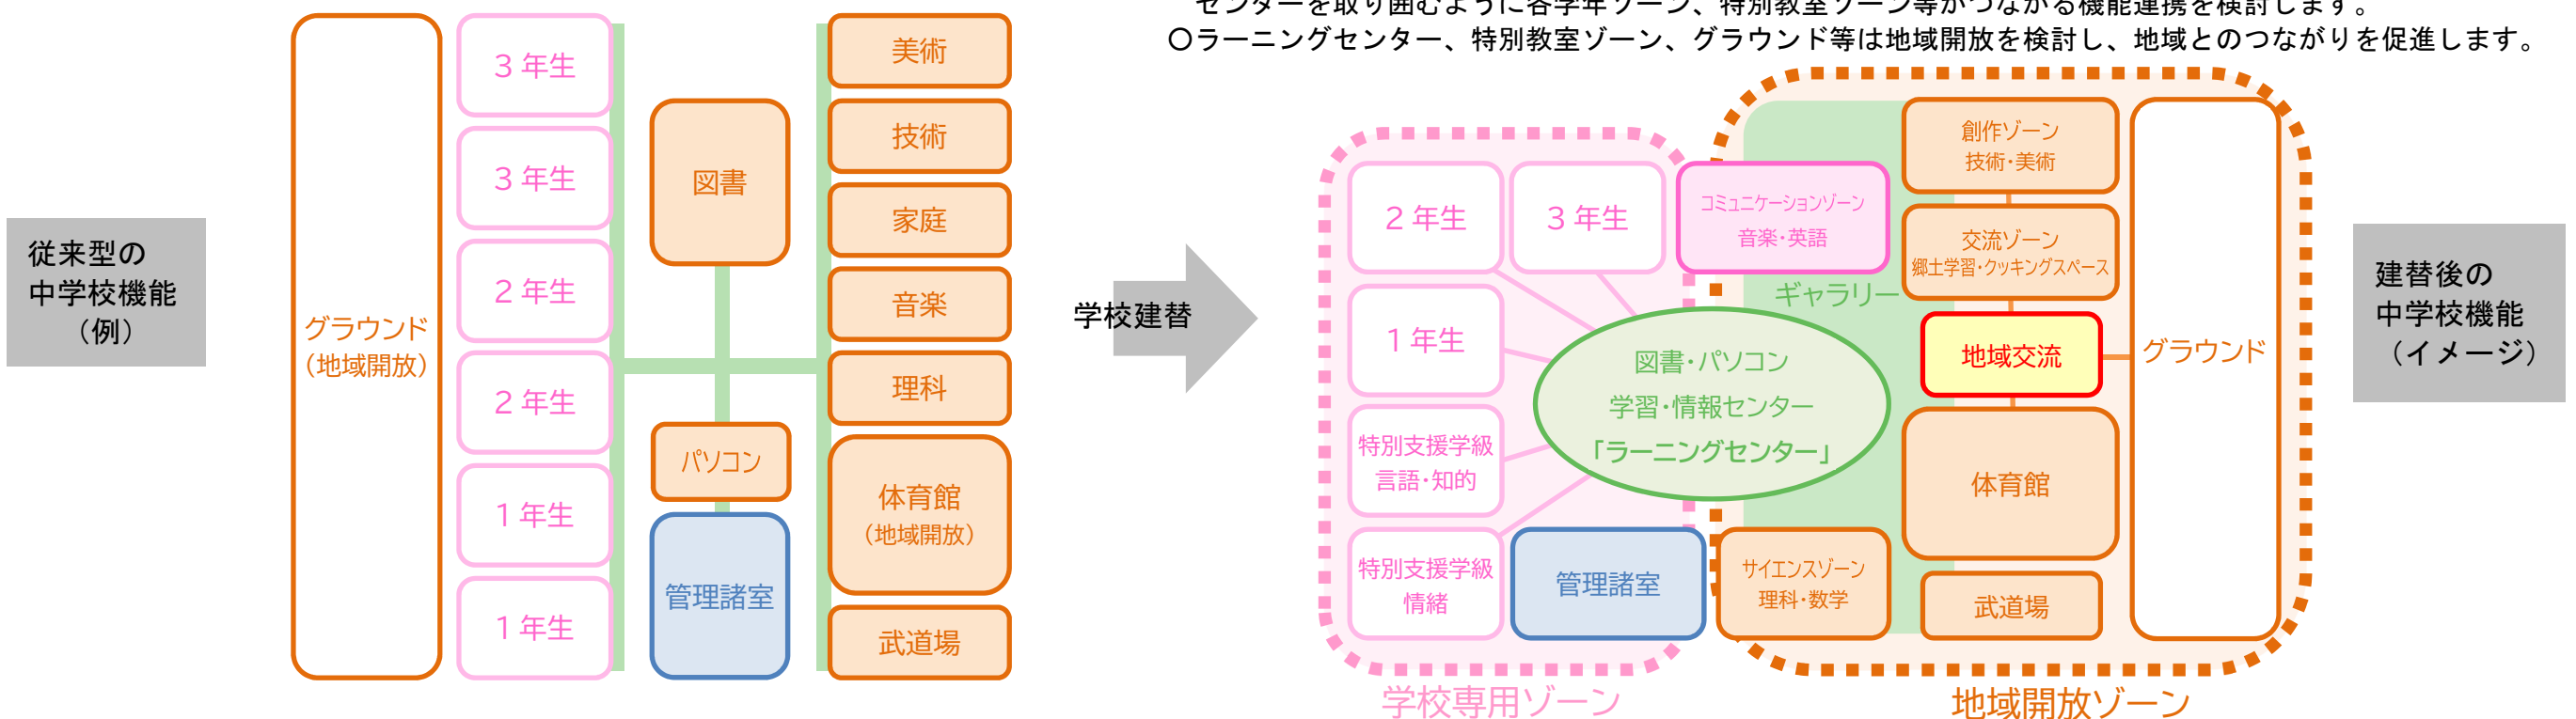 センターを取り囲むように各学年ゾーン、特別教室ゾーン等がつながる機能連携を検討します。
〇ラーニングセンター、特別教室ゾーン、グラウンド等は地域開放を検討し、地域とのつながりを促進します。
従来型の
中学校機能
（例）
グラウンド
（地域開放）
3 年生
3 年生
2 年生
2 年生
1 年生
1 年生
図書
パソコン
管理諸室
美術
技術
家庭
音楽
理科
体育館
（地域開放）
武道場
学校建替
2 年生
3 年生
1 年生
特別支援学級
言語・知的
特別支援学級
情緒
管理諸室
コミュニケーションゾーン
音楽・英語
ギャラリー
図書・パソコン
学習・情報センター
「ラーニングセンター」
サイエンスゾーン
理科・数学
創作ゾーン
技術・美術
交流ゾーン
郷土学習・クッキングスペース
地域交流
体育館
武道場
グラウンド
学校専用ゾーン
地域開放ゾーン
建替後の
中学校機能
（イメージ）